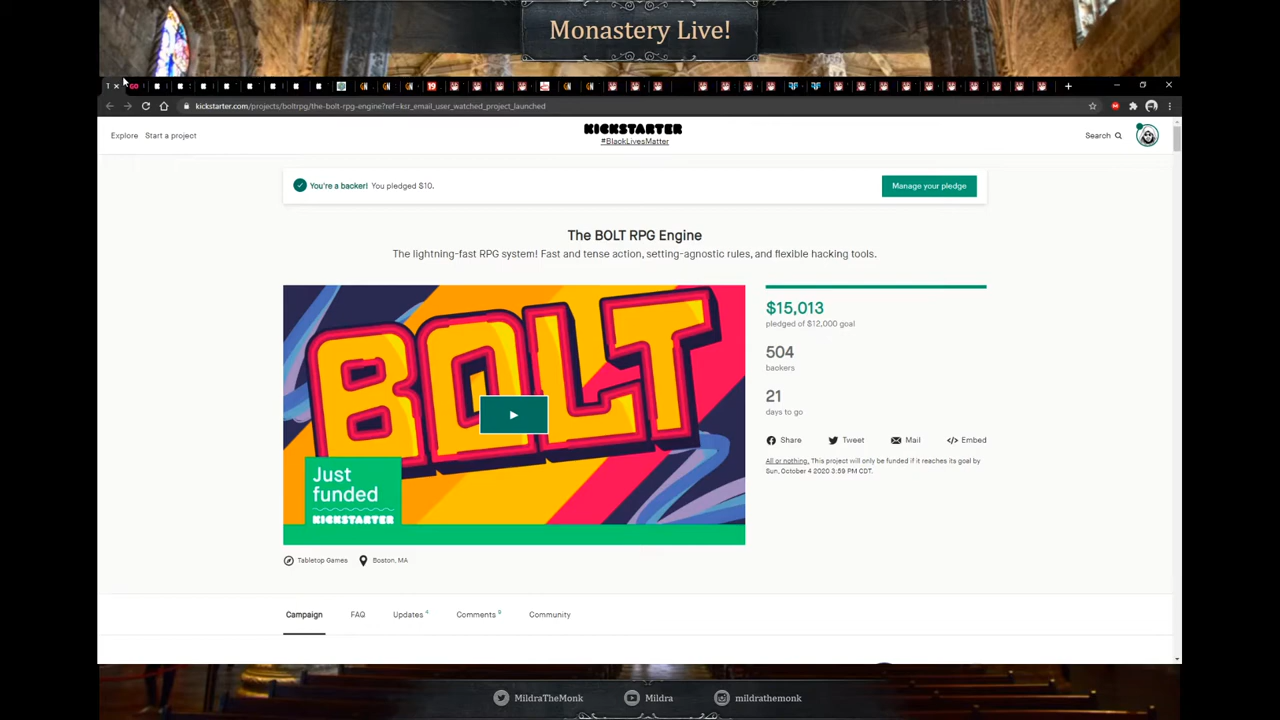 Monastery Live!
kickstarter.com/projects/boltrpg/the-bolt-rpg-engine?ref=ksr_email_user_watched_project_launched
Explore Start a project
KICKSTARTER
#BlackLivesMatter
Search
You're a backer! You pledged $10.
Manage your pledge
The BOLT RPG Engine
The lightning-fast RPG system! Fast and tense action, setting-agnostic rules, and flexible hacking tools.
BOLT
Just
funded
KICKSTARTER
$15,013
pledged of $12,000 goal
504
backers
21
days to go
Share Tweet Mail Embed
All or nothing. This project will only be funded if it reaches its goal by
Sun, October 4 2020 3:59 PM CDT.
Tabletop Games Boston, MA
Campaign FAQ Updates 4 Comments Community
MildraTheMonk Mildra mildrathemonk